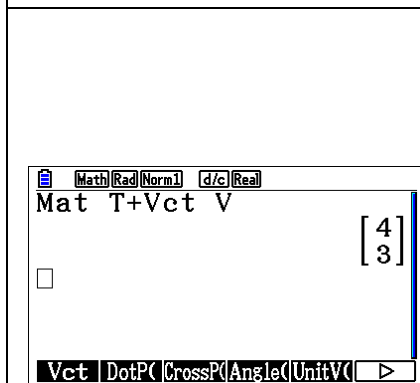 Math Rad Norm1 d/c Real
Mat T+Vct V
[4
3]
Vct DotP( CrossP( Angle( UnitV( ▷